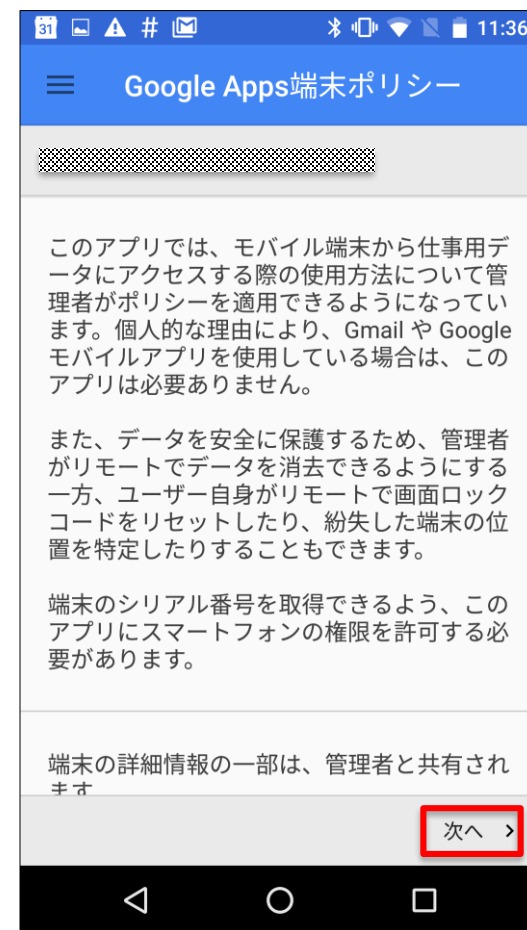 31 11:36
Google Apps端末ポリシー
このアプリでは、モバイル端末から仕事用デ
ータにアクセスする際の使用方法について管
理者がポリシーを適用できるようになってい
ます。個人的な理由により、Gmail や Google
モバイルアプリを使用している場合は、この
アプリは必要ありません。
また、データを安全に保護するため、管理者
がリモートでデータを消去できるようにする
一方、ユーザー自身がリモートで画面ロック
コードをリセットしたり、紛失した端末の位
置を特定したりすることもできます。
端末のシリアル番号を取得できるよう、この
アプリにスマートフォンの権限を許可する必
要があります。
端末の詳細情報の一部は、管理者と共有され
ます
次へ